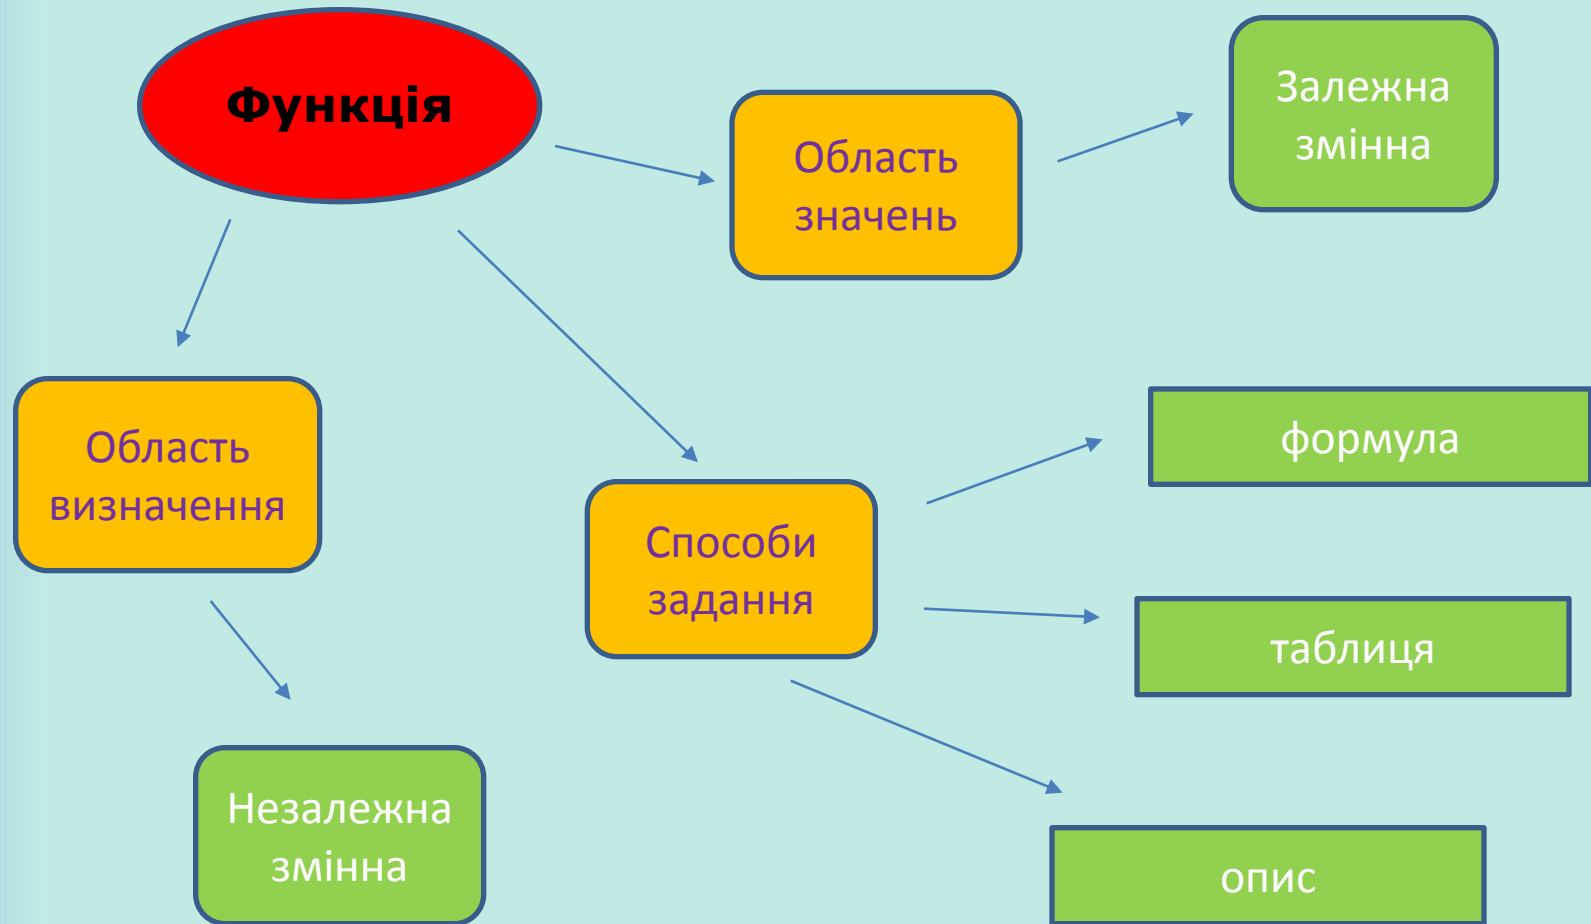 Функція
Область
значень
Залежна
змінна
Область
визначення
Незалежна
змінна
Способи
задання
формула
таблиця
опис